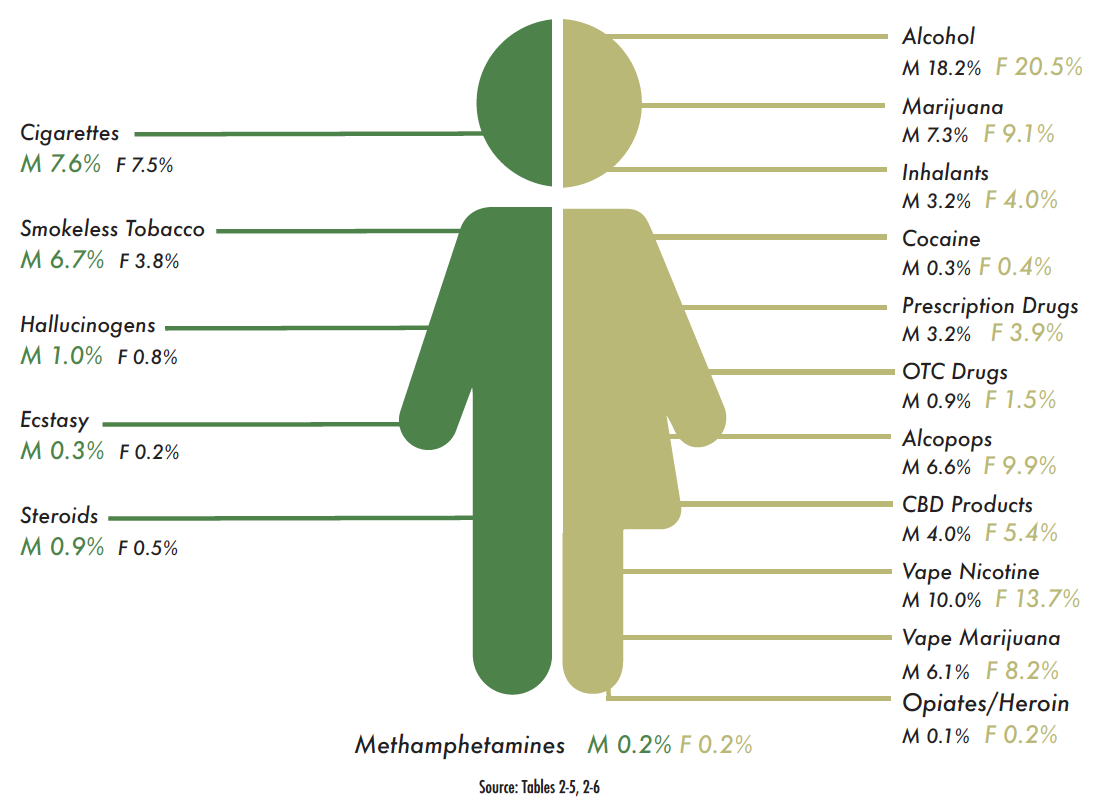 Cigarettes
M 7.6% F 7.5%
Smokeless Tobacco
M 6.7% F 3.8%
Hallucinogens
M 1.0% F 0.8%
Ecstasy
M 0.3% F 0.2%
Steroids
M 0.9% F 0.5%
Alcohol
M 18.2% F 20.5%
Marijuana
M 7.3% F 9.1%
Inhalants
M 3.2% F 4.0%
Cocaine
M 0.3% F 0.4%
Prescription Drugs
M 3.2% F 3.9%
OTC Drugs
M 0.9% F 1.5%
Alcopops
M 6.6% F 9.9%
CBD Products
M 4.0% F 5.4%
Vape Nicotine
M 10.0% F 13.7%
Vape Marijuana
M 6.1% F 8.2%
Opiates/Heroin
M 0.1% F 0.2%
Methamphetamines M 0.2% F 0.2%
Source: Tables 2-5, 2-6